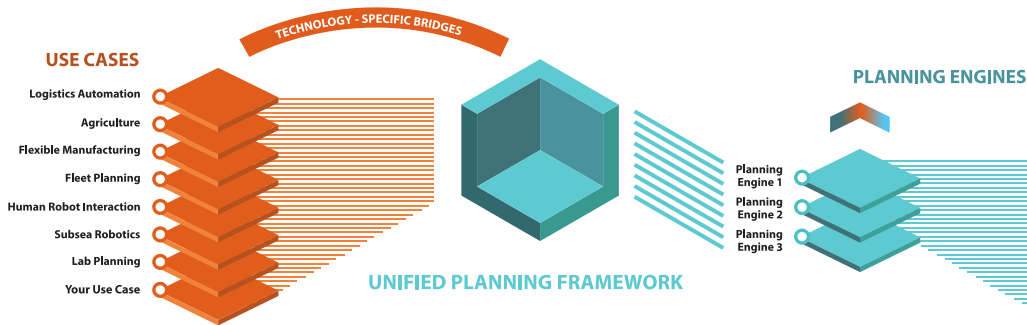 TECHNOLOGY - SPECIFIC BRIDGES
USE CASES
Logistics Automation
Agriculture
Flexible Manufacturing
Fleet Planning
Human Robot Interaction
Subsea Robotics
Lab Planning
Your Use Case
UNIFIED PLANNING FRAMEWORK
PLANNING ENGINES
Planning
Engine 1
Planning
Engine 2
Planning
Engine 3